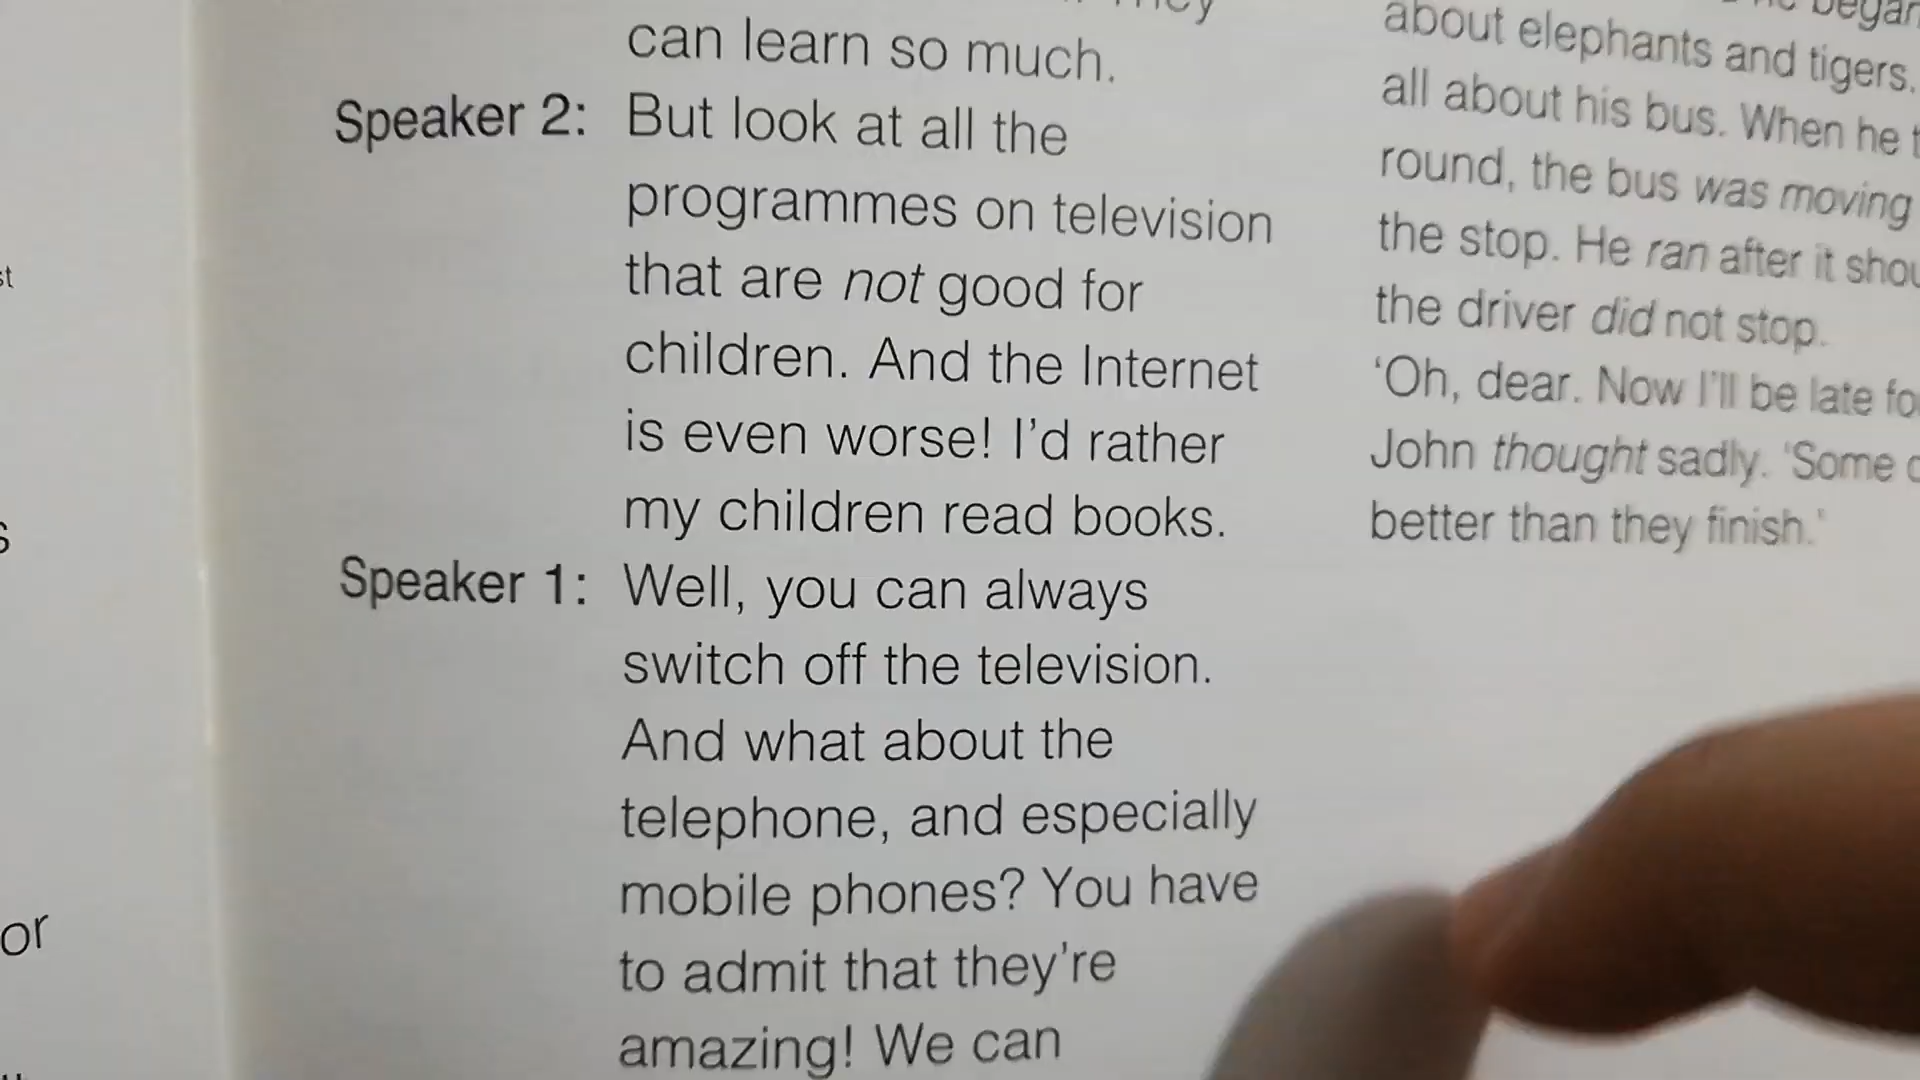 can learn so much.
Speaker 2: But look at all the
programmes on television
that are not good for
children. And the Internet
is even worse! I'd rather
my children read books.
Speaker 1: Well, you can always
switch off the television.
And what about the
telephone, and especially
mobile phones? You have
to admit that they're
amazing! We can
about elephants and tigers,
all about his bus. When he
round, the bus was moving
the stop. He ran after it
the driver did not stop.
'Oh, dear. Now I'll be late
John thought sadly. 'Some
better than they finish.'
or